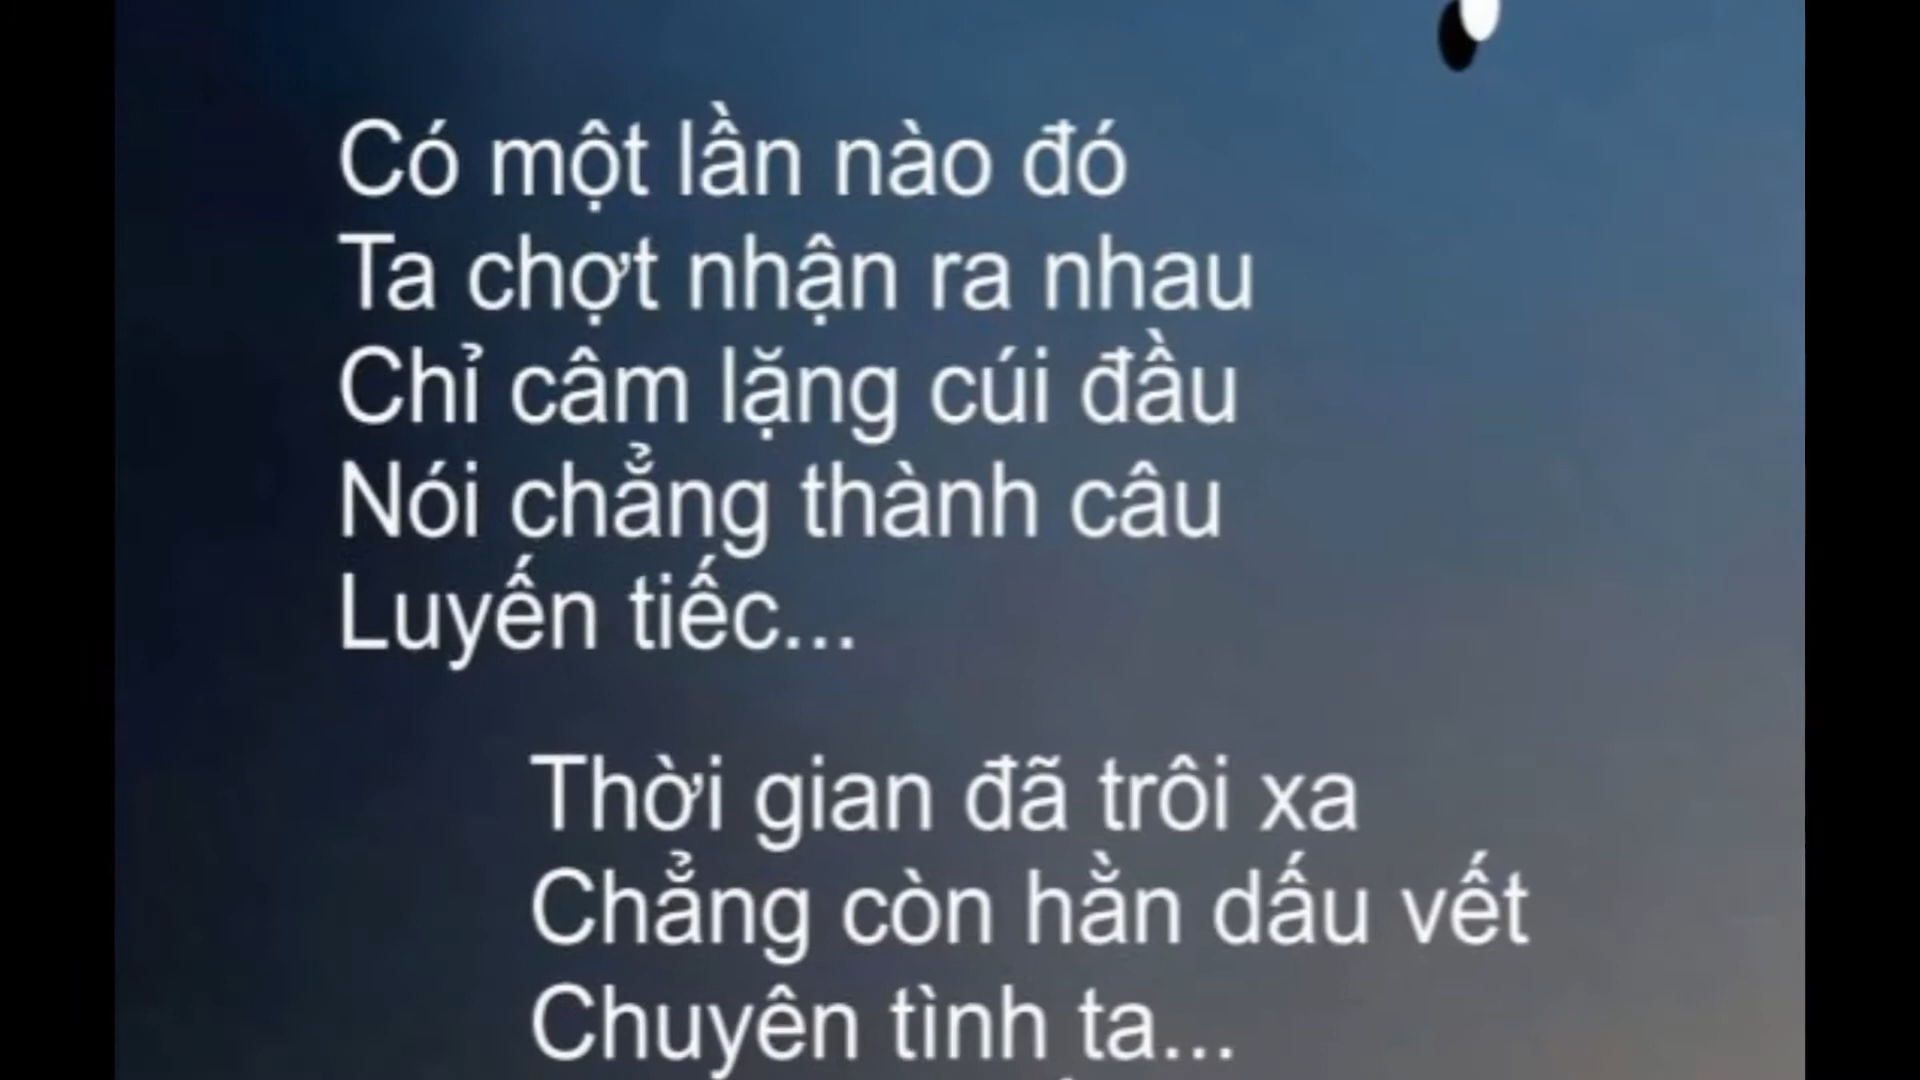 Có một lần nào đó
Ta chợt nhận ra nhau
Chỉ câm lặng cúi đầu
Nói chẳng thành câu
Luyến tiếc...
Thời gian đã trôi xa
Chẳng còn hằn dấu vết
Chuyên tình ta...